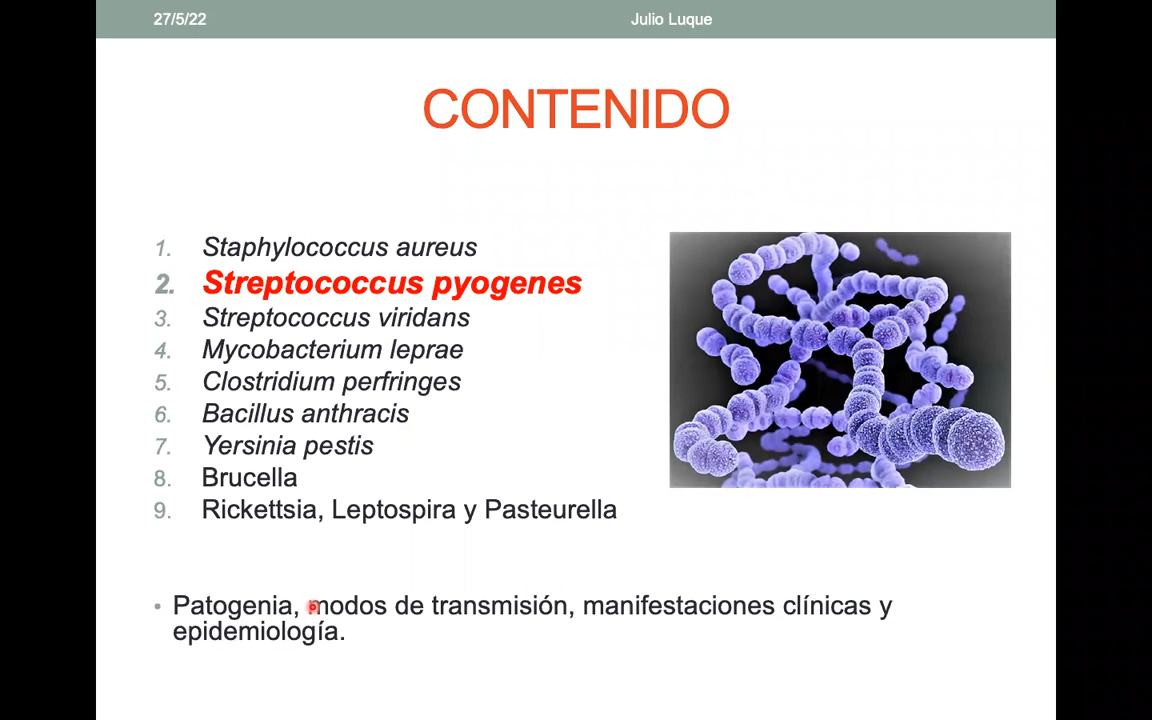 27/5/22
Julio Luque
CONTENIDO
1. Staphylococcus aureus
2. Streptococcus pyogenes
3. Streptococcus viridans
4. Mycobacterium leprae
5. Clostridium perfringes
6. Bacillus anthracis
7. Yersinia pestis
8. Brucella
9. Rickettsia, Leptospira y Pasteurella
• Patogenia, modos de transmisión, manifestaciones clínicas y
epidemiología.